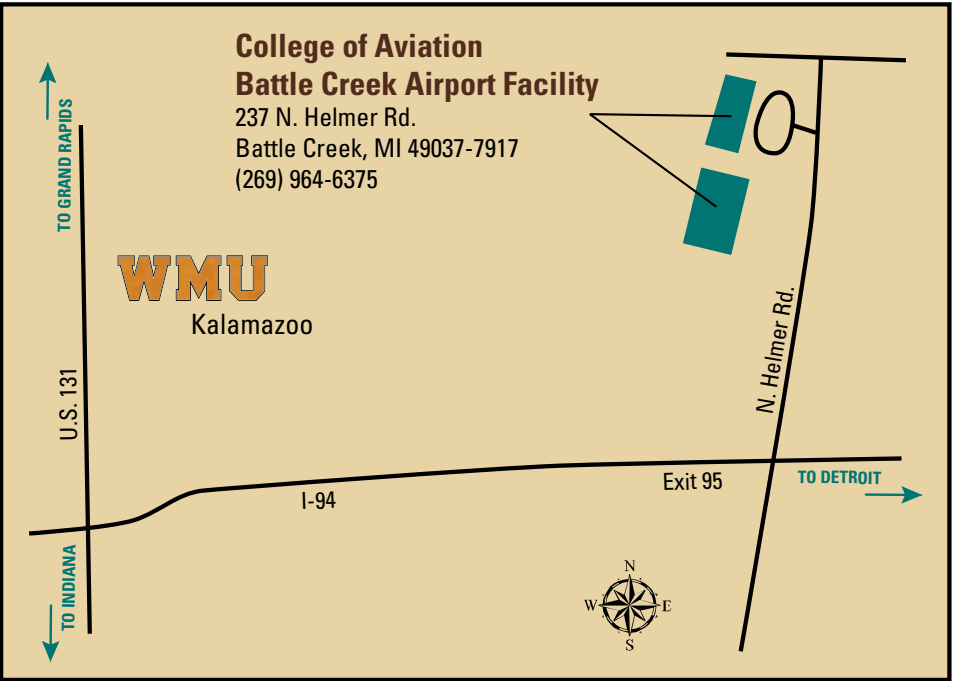 College of Aviation
Battle Creek Airport Facility
237 N. Helmer Rd.
Battle Creek, MI 49037-7917
(269) 964-6375
TO GRAND RAPIDS
WMU
Kalamazoo
U.S. 131
N. Helmer Rd.
I-94
Exit 95
TO DETROIT
TO INDIANA
N
W E
S